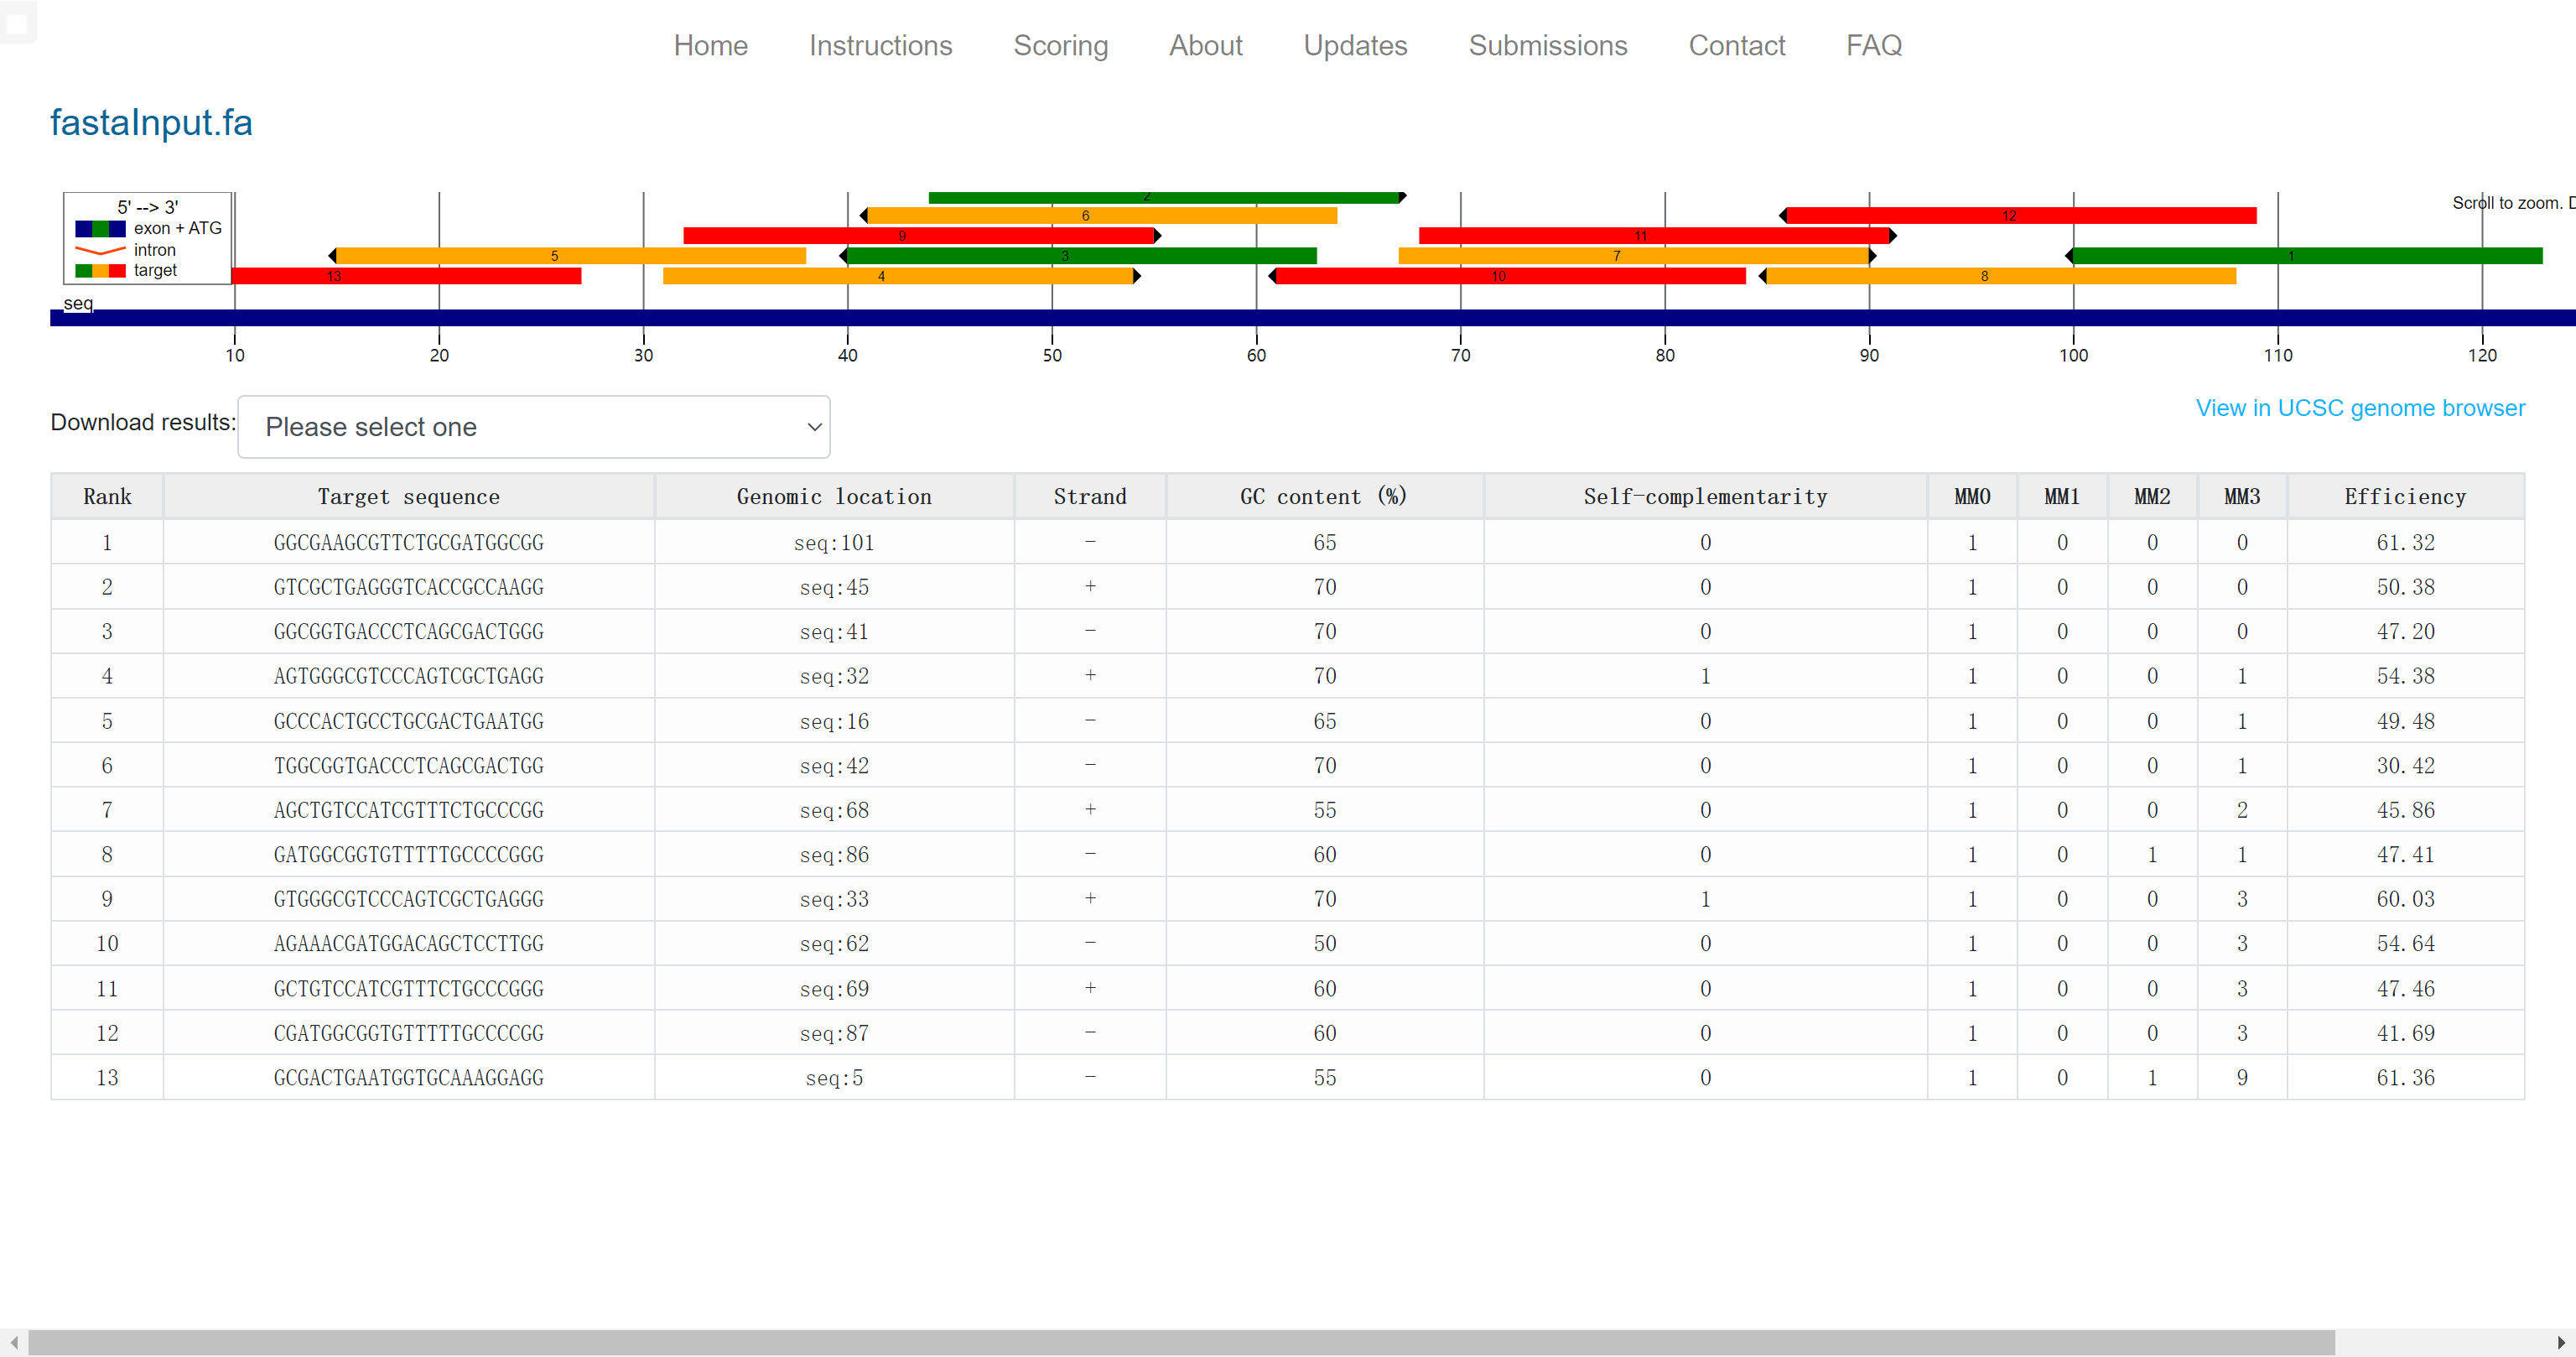 Home Instructions Scoring About Updates Submissions Contact FAQ
fastaInput.fa
5' --> 3'
exon + ATG
intron
target
Scroll to zoom. D
2
6 12
9 11
5 3 7 1
13 4 10 8
seq
10 20 30 40 50 60 70 80 90 100 110 120
Download results: Please select one
View in UCSC genome browser
Rank Target sequence Genomic location Strand GC content (%) Self-complementarity MM0 MM1 MM2 MM3 Efficiency
1 GGCGAAGCGTTCTGCGATGGCGG seq:101 - 65 0 1 0 0 0 61.32
2 GTCGCTGAGGGTCACCGCCAAGG seq:45 + 70 0 1 0 0 0 50.38
3 GGCGGTGACCCTCAGCGACTGGG seq:41 - 70 0 1 0 0 0 47.20
4 AGTGGGCGTCCCAGTCGCTGAGG seq:32 + 70 1 1 0 0 1 54.38
5 GCCCACTGCCTGCGACTGAATGG seq:16 - 65 0 1 0 0 1 49.48
6 TGGCGGTGACCCTCAGCGACTGG seq:42 - 70 0 1 0 0 1 30.42
7 AGCTGTCCATCGTTTCTGCCCGG seq:68 + 55 0 1 0 0 2 45.86
8 GATGGCGGTGTTTTTGCCCCGGG seq:86 - 60 0 1 0 1 1 47.41
9 GTGGGCGTCCCAGTCGCTGAGGG seq:33 + 70 1 1 0 0 3 60.03
10 AGAAACGATGGACAGCTCCTTGG seq:62 - 50 0 1 0 0 3 54.64
11 GCTGTCCATCGTTTCTGCCCGGG seq:69 + 60 0 1 0 0 3 47.46
12 CGATGGCGGTGTTTTTGCCCCGG seq:87 - 60 0 1 0 0 3 41.69
13 GCGACTGAATGGTGCAAAGGAGG seq:5 - 55 0 1 0 1 9 61.36